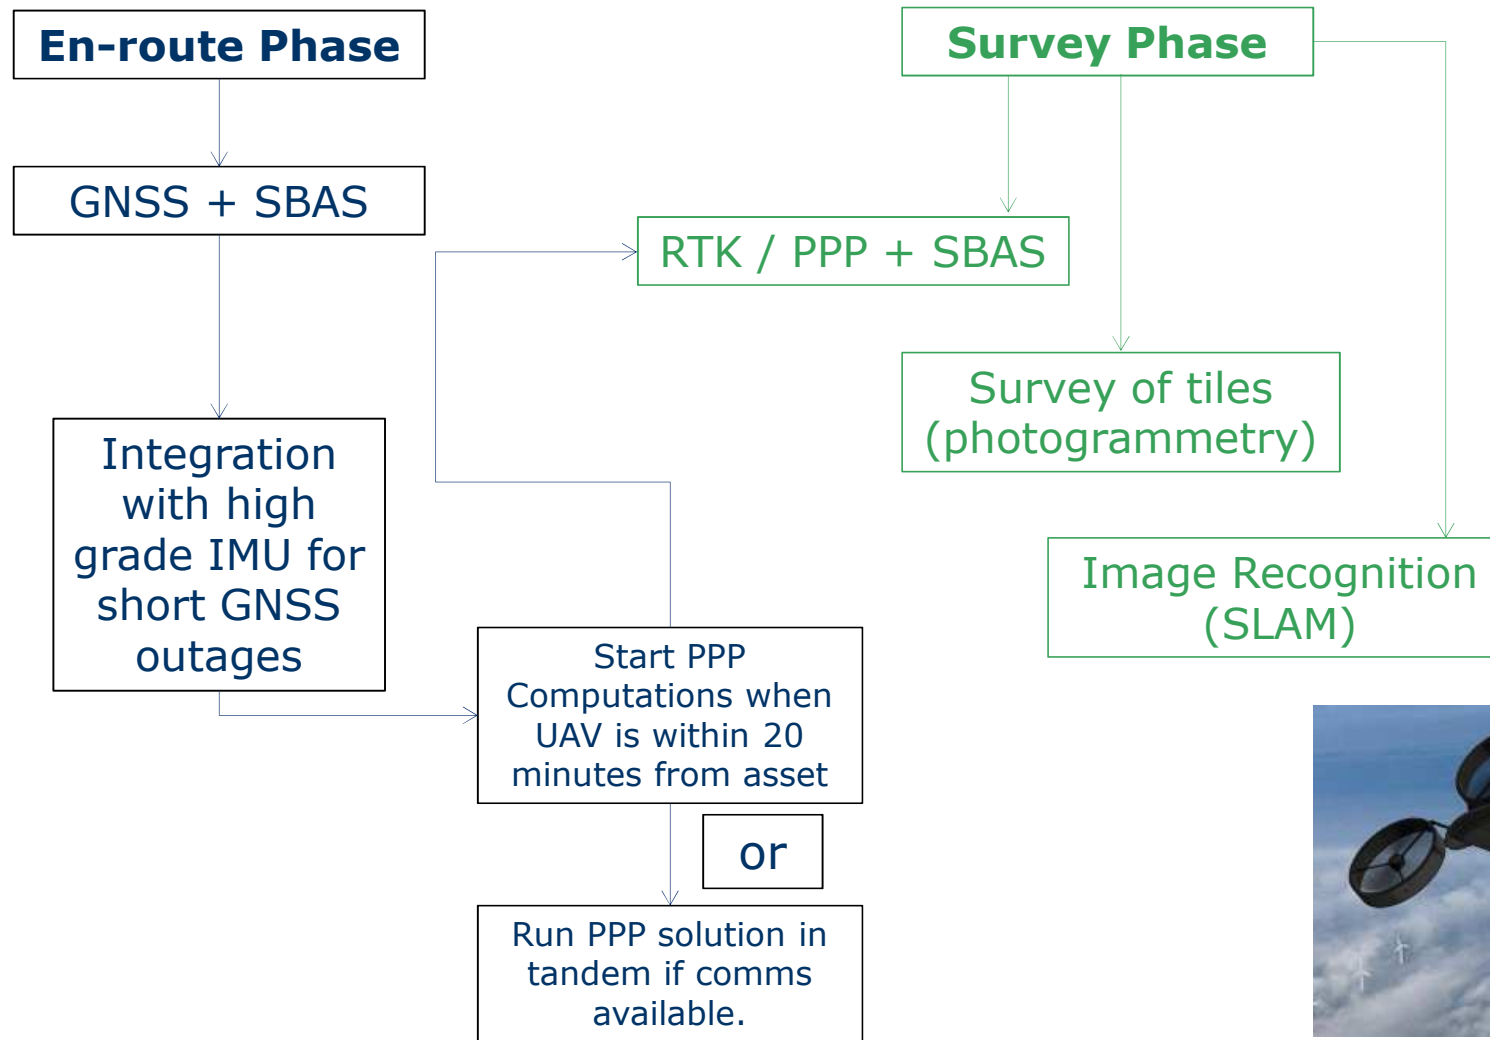 En-route Phase
GNSS + SBAS
Integration
with high
grade IMU for
short GNSS
outages
Start PPP
Computations when
UAV is within 20
minutes from asset
or
Run PPP solution in
tandem if comms
available.
Survey Phase
RTK / PPP + SBAS
Survey of tiles
(photogrammetry)
Image Recognition
(SLAM)